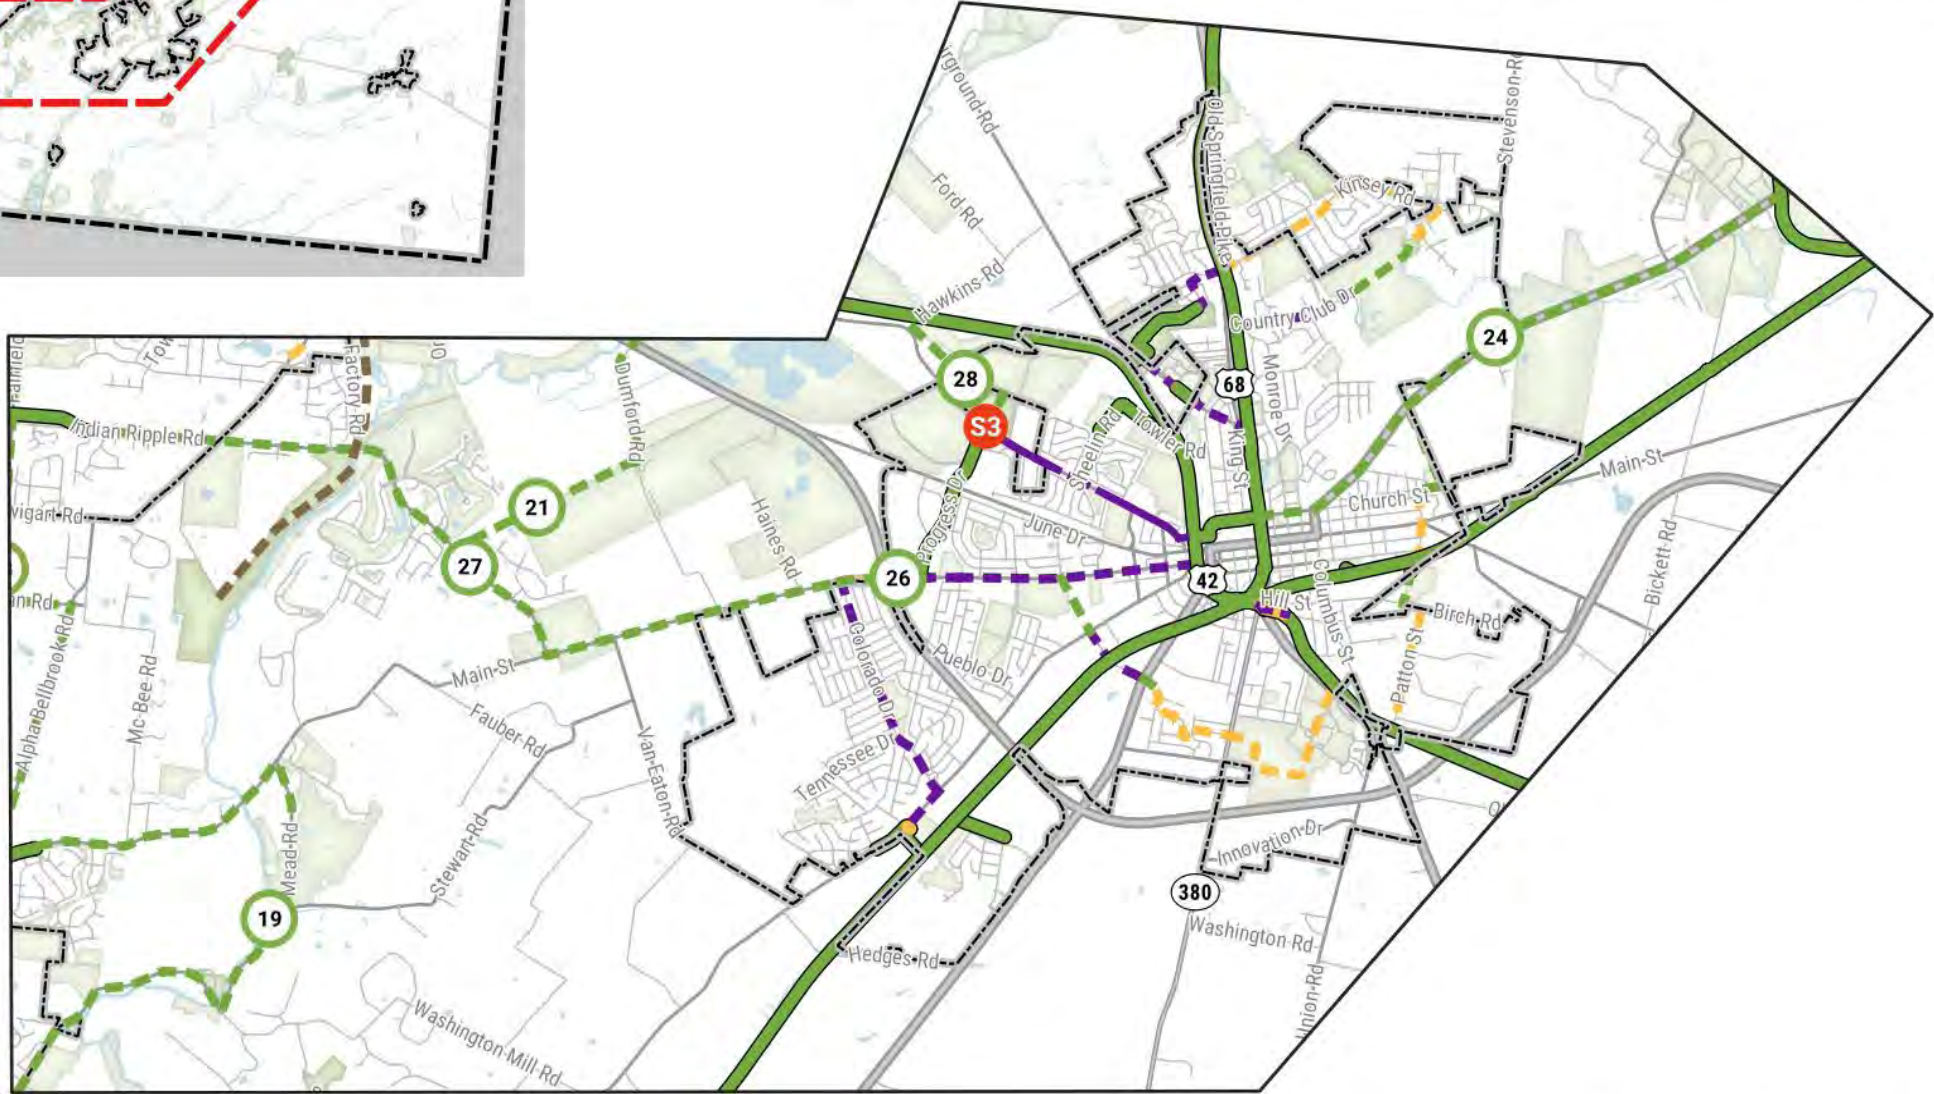 Stevenson-Rd
Old-Springfield-Pike
Kinsey Rd
Ford-Rd
Hawkins-Rd
Country-Club-Dr
24
28
68
Monroe-Dr
Factory-Rd
Dumford-Rd
S3
Indian-Ripple-Rd
Sheelin-Rd
Towler-Rd
King-St
Main-St
Church-St
21
Haines-Rd
Progress-Dr
June-Dr
Bickett-Rd
27
26
42
Columbus-St
Hill-St
Birch-Rd
Alpha-Bellbrook-Rd
Mc-Bee-Rd
Main-St
Colorado-Dr
Pueblo-Dr
Patton-St
Fauber-Rd
Van-Eaton-Rd
Tennessee-Dr
Mead-Rd
Stewart-Rd
Innovation-Dr
380
19
Washington-Rd
Hedges-Rd
Union-Rd
Washington-Mill-Rd